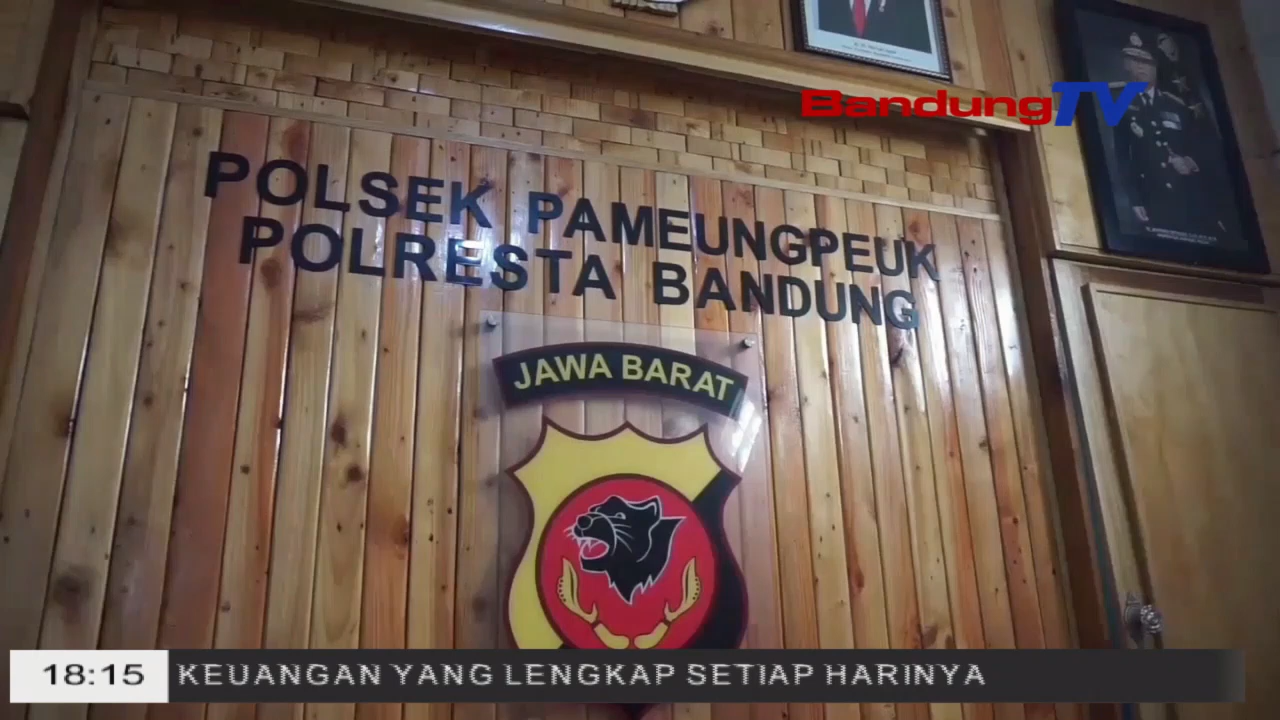 BandungTV
POLSEK PAMEUNGPEUK
POLRESTA BANDUNG
JAWA BARAT
18:15 KEUANGAN YANG LENGKAP SETIAP HARINYA